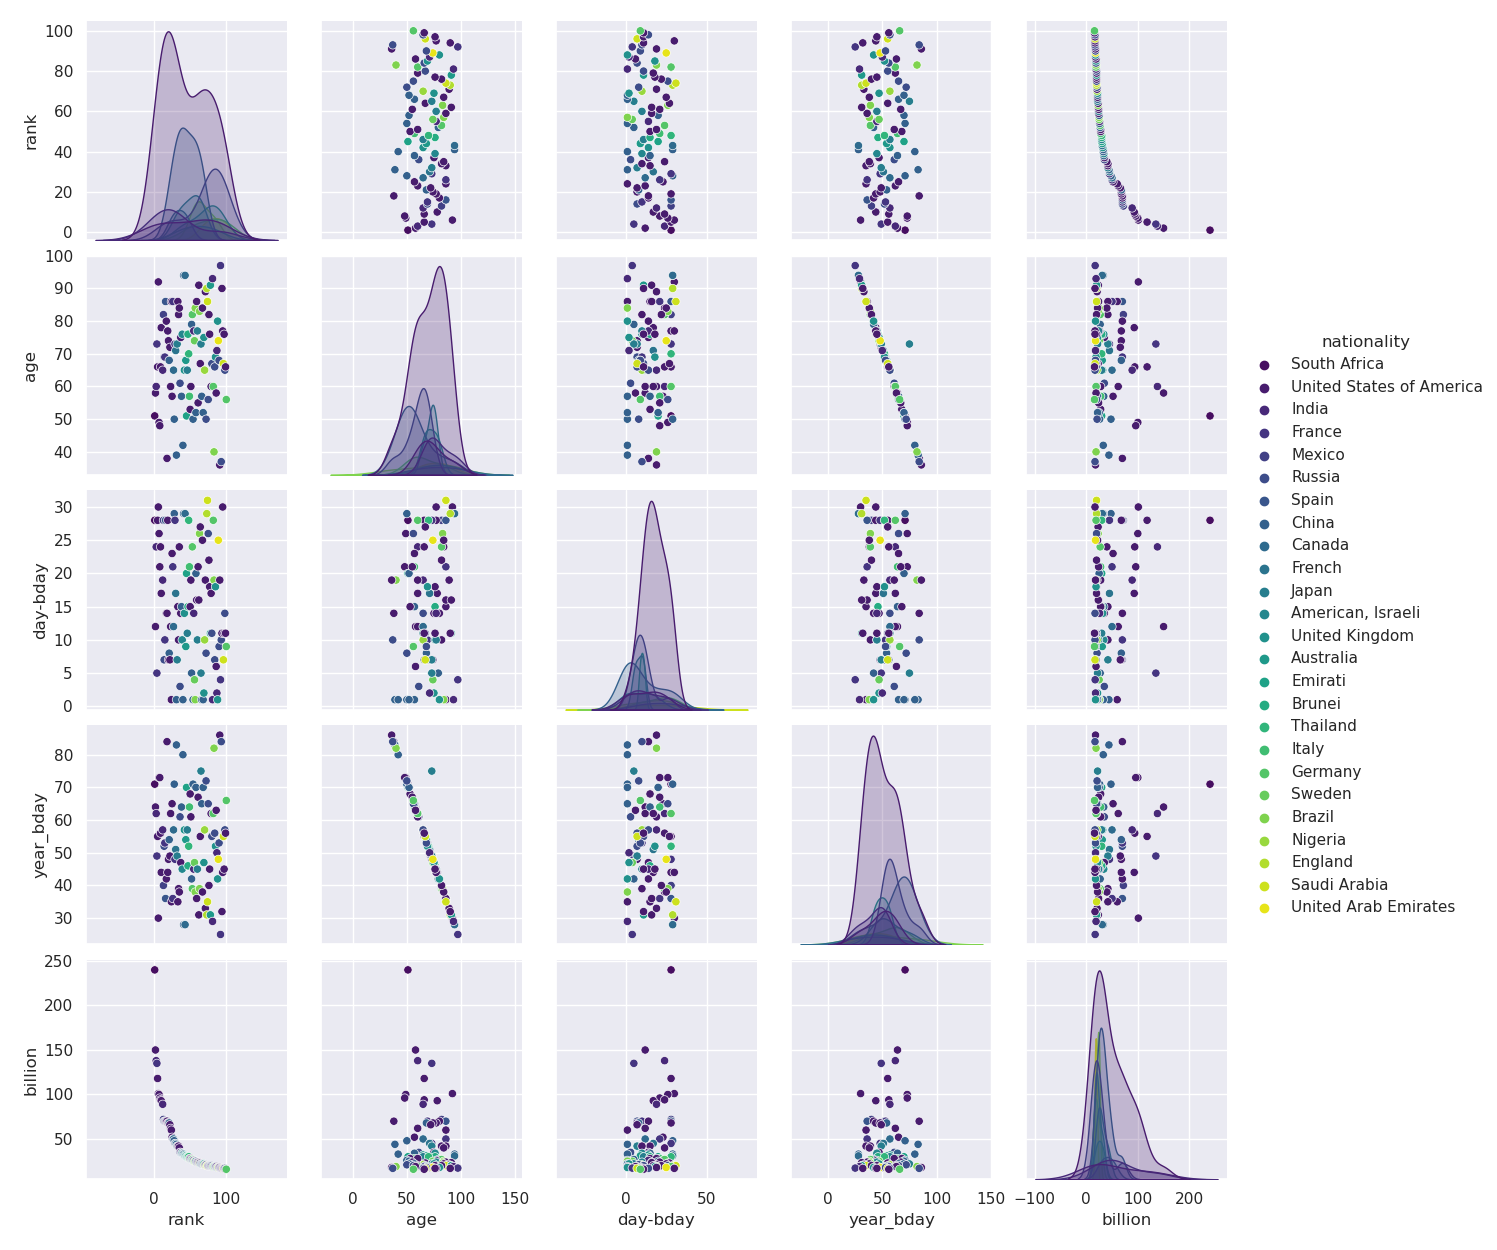 100
80
60
40
20
0
rank
100
90
80
70
60
50
40
age
30
25
20
15
10
5
0
day-bday
80
70
60
50
40
30
year_bday
250
200
150
100
50
billion
0 100
rank
0 50 100 150
age
0 50
day-bday
0 50 100 150
year_bday
−100 0 100 200
billion
nationality
South Africa
United States of America
India
France
Mexico
Russia
Spain
China
Canada
French
Japan
American, Israeli
United Kingdom
Australia
Emirati
Brunei
Thailand
Italy
Germany
Sweden
Brazil
Nigeria
England
Saudi Arabia
United Arab Emirates